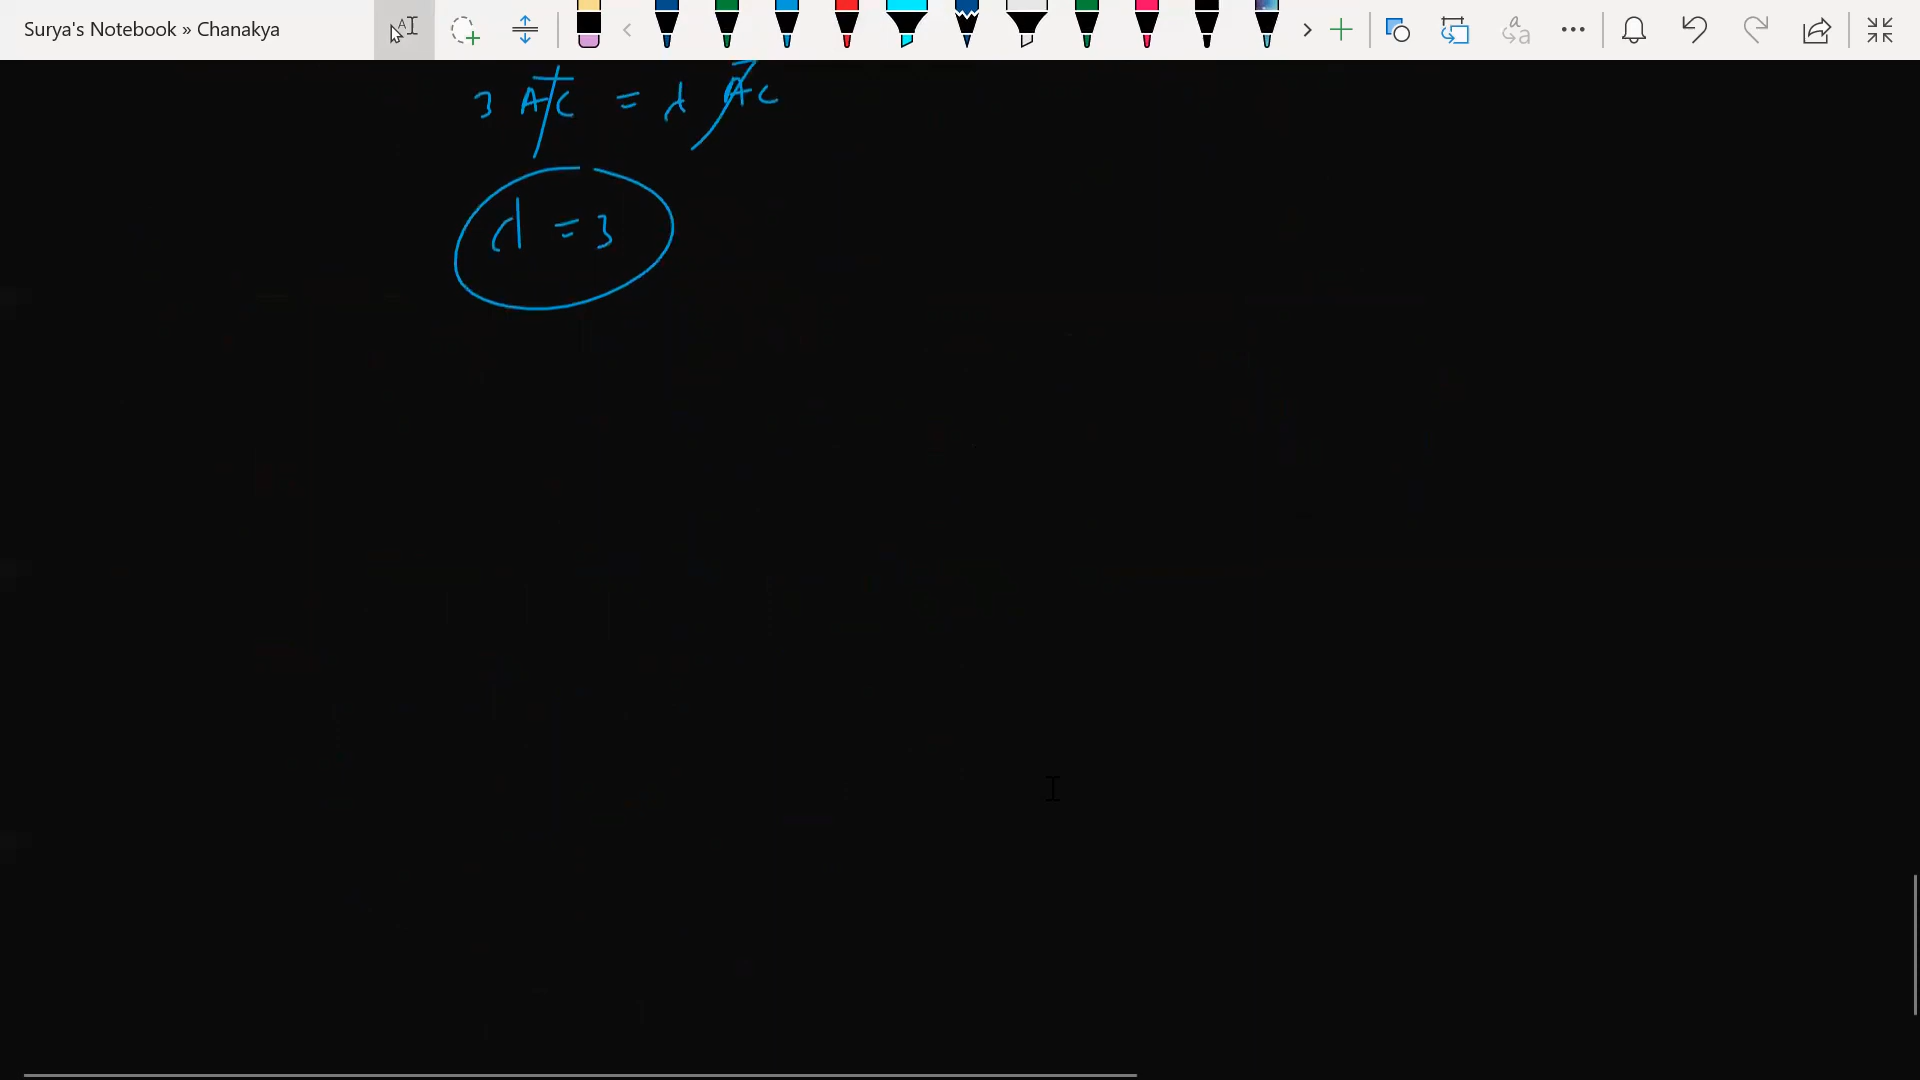 Surya's Notebook » Chanakya
3 A̅C̅ = λ A̅C̅
λ = 3